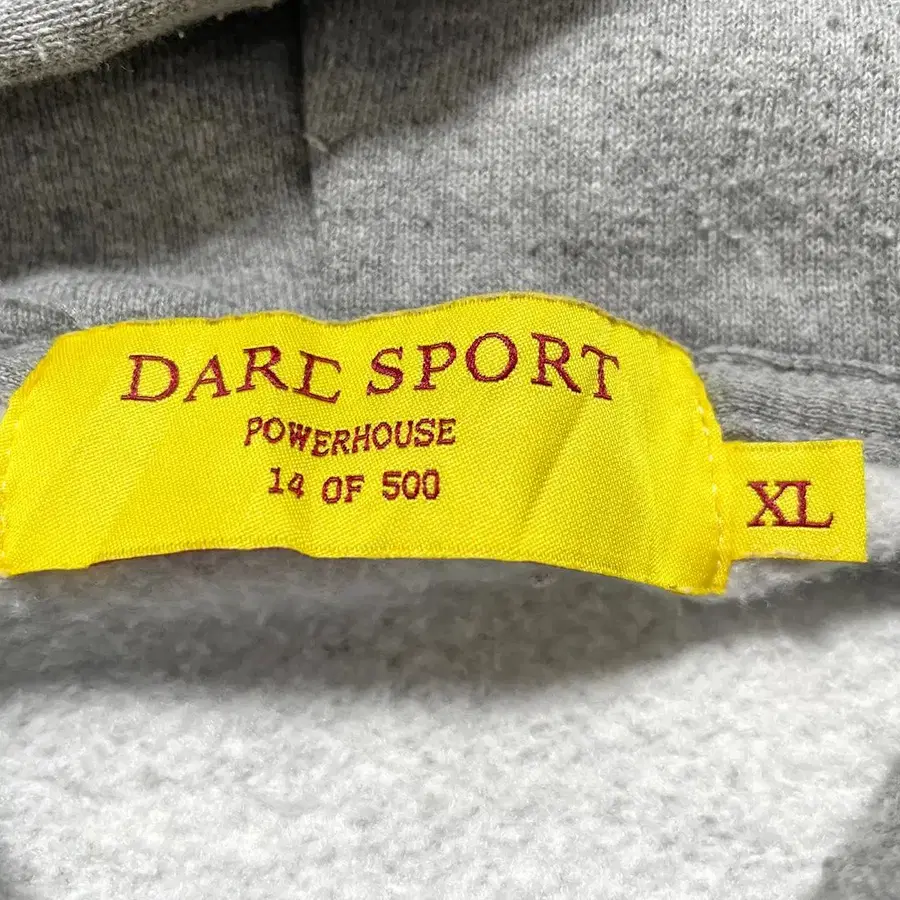 DARE SPORT
POWERHOUSE
14 OF 500
XL